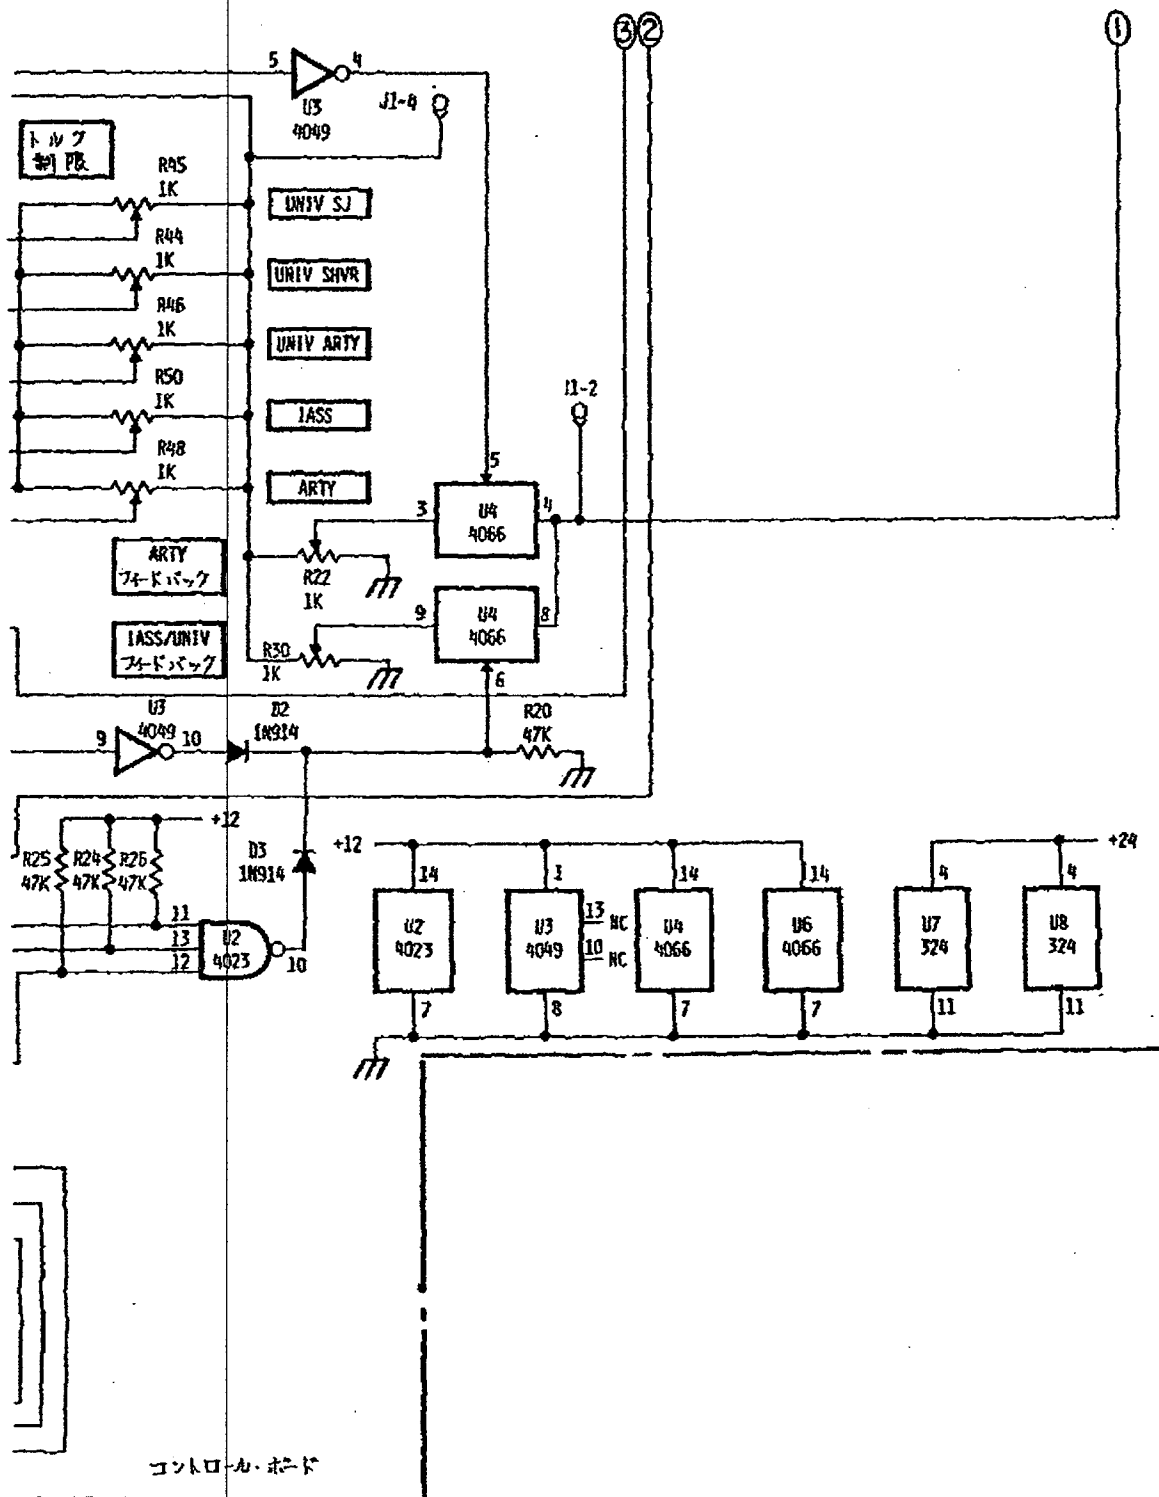 3 2 1
5 4
U3
4049
J1-4
トルク
制限
R45
1K
UNIV SJ
R44
1K
UNIV SHVR
R46
1K
UNIV ARTY
R50
1K
IASS
J1-2
R48
1K
ARTY
5
3 U4 4
4066
ARTY
フィードバック
R22
1K
9 U4 8
4066
6
IASS/UNIV
フィードバック
R30
1K
U3
4049
9 10
D2
1N914
R20
47K
+12
R25 R24 R26
47K 47K 47K
D3
1N914
11
13
12
U2
4023
10
+12
14 1 14 14
+24
4 4
U2
4023
U3
4049
13 NC
10 NC
U4
4066
U6
4066
U7
324
U8
324
7 8 7 7 11 11
コントロール・ボード